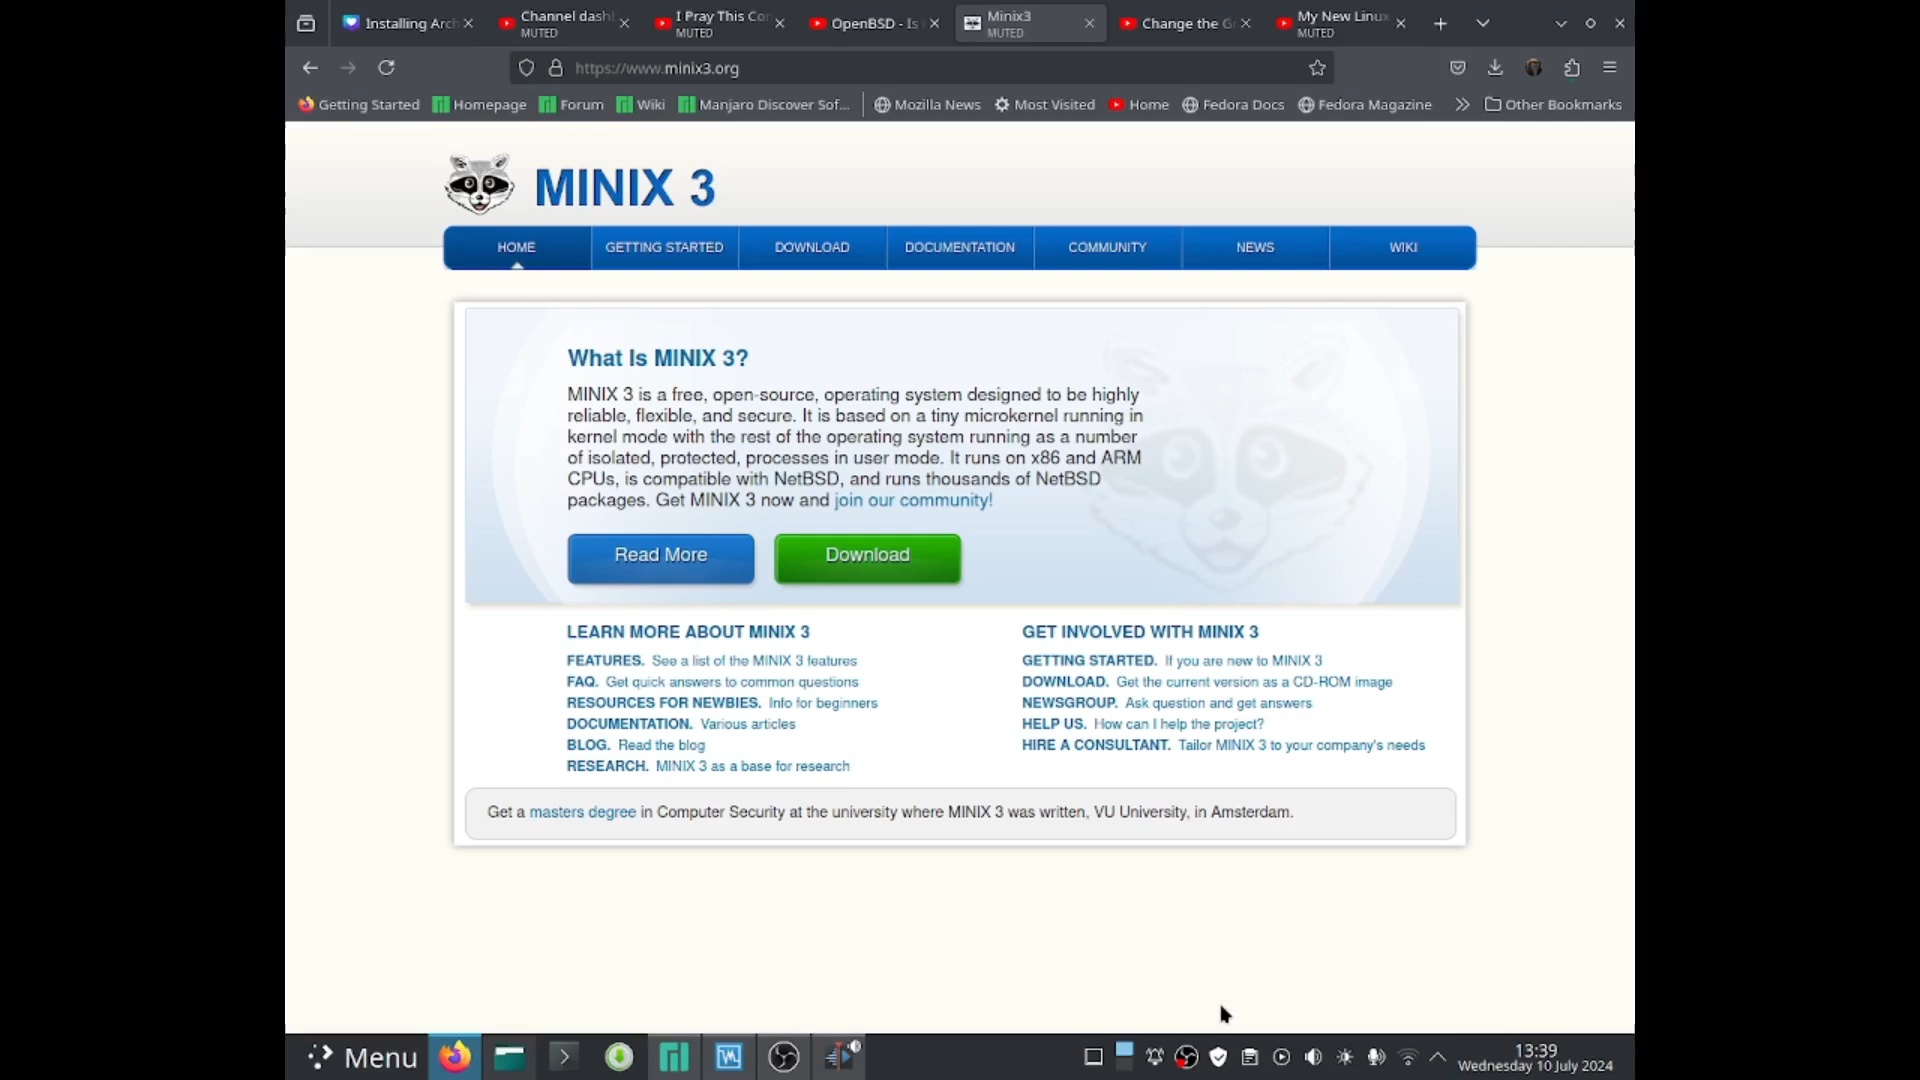 Installing Arch
Channel dash
MUTED
I Pray This Co
MUTED
OpenBSD - Is
Minix3
MUTED
Change the G
My New Linux
MUTED
https://www.minix3.org
Getting Started
Homepage
Forum
Wiki
Manjaro Discover Sof...
Mozilla News
Most Visited
Home
Fedora Docs
Fedora Magazine
Other Bookmarks
MINIX 3
HOME
GETTING STARTED
DOWNLOAD
DOCUMENTATION
COMMUNITY
NEWS
WIKI
What Is MINIX 3?
MINIX 3 is a free, open-source, operating system designed to be highly
reliable, flexible, and secure. It is based on a tiny microkernel running in
kernel mode with the rest of the operating system running as a number
of isolated, protected, processes in user mode. It runs on x86 and ARM
CPUs, is compatible with NetBSD, and runs thousands of NetBSD
packages. Get MINIX 3 now and join our community!
Read More
Download
LEARN MORE ABOUT MINIX 3
FEATURES. See a list of the MINIX 3 features
FAQ. Get quick answers to common questions
RESOURCES FOR NEWBIES. Info for beginners
DOCUMENTATION. Various articles
BLOG. Read the blog
RESEARCH. MINIX 3 as a base for research
GET INVOLVED WITH MINIX 3
GETTING STARTED. If you are new to MINIX 3
DOWNLOAD. Get the current version as a CD-ROM image
NEWSGROUP. Ask question and get answers
HELP US. How can I help the project?
HIRE A CONSULTANT. Tailor MINIX 3 to your company's needs
Get a masters degree in Computer Security at the university where MINIX 3 was written, VU University, in Amsterdam.
Menu
13:39
Wednesday 10 July 2024